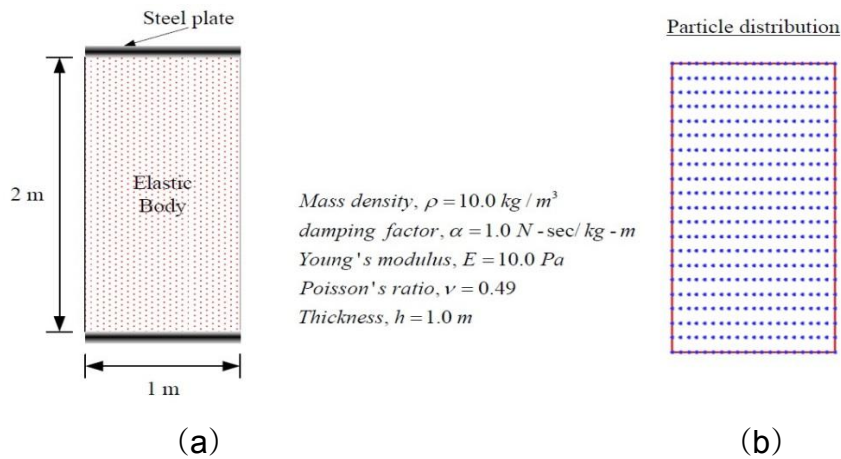 Steel plate
2 m
Elastic
Body
1 m
Mass density, ρ = 10.0 kg / m³
damping factor, α = 1.0 N - sec/ kg - m
Young's modulus, E = 10.0 Pa
Poisson's ratio, ν = 0.49
Thickness, h = 1.0 m
(a)
Particle distribution
(b)